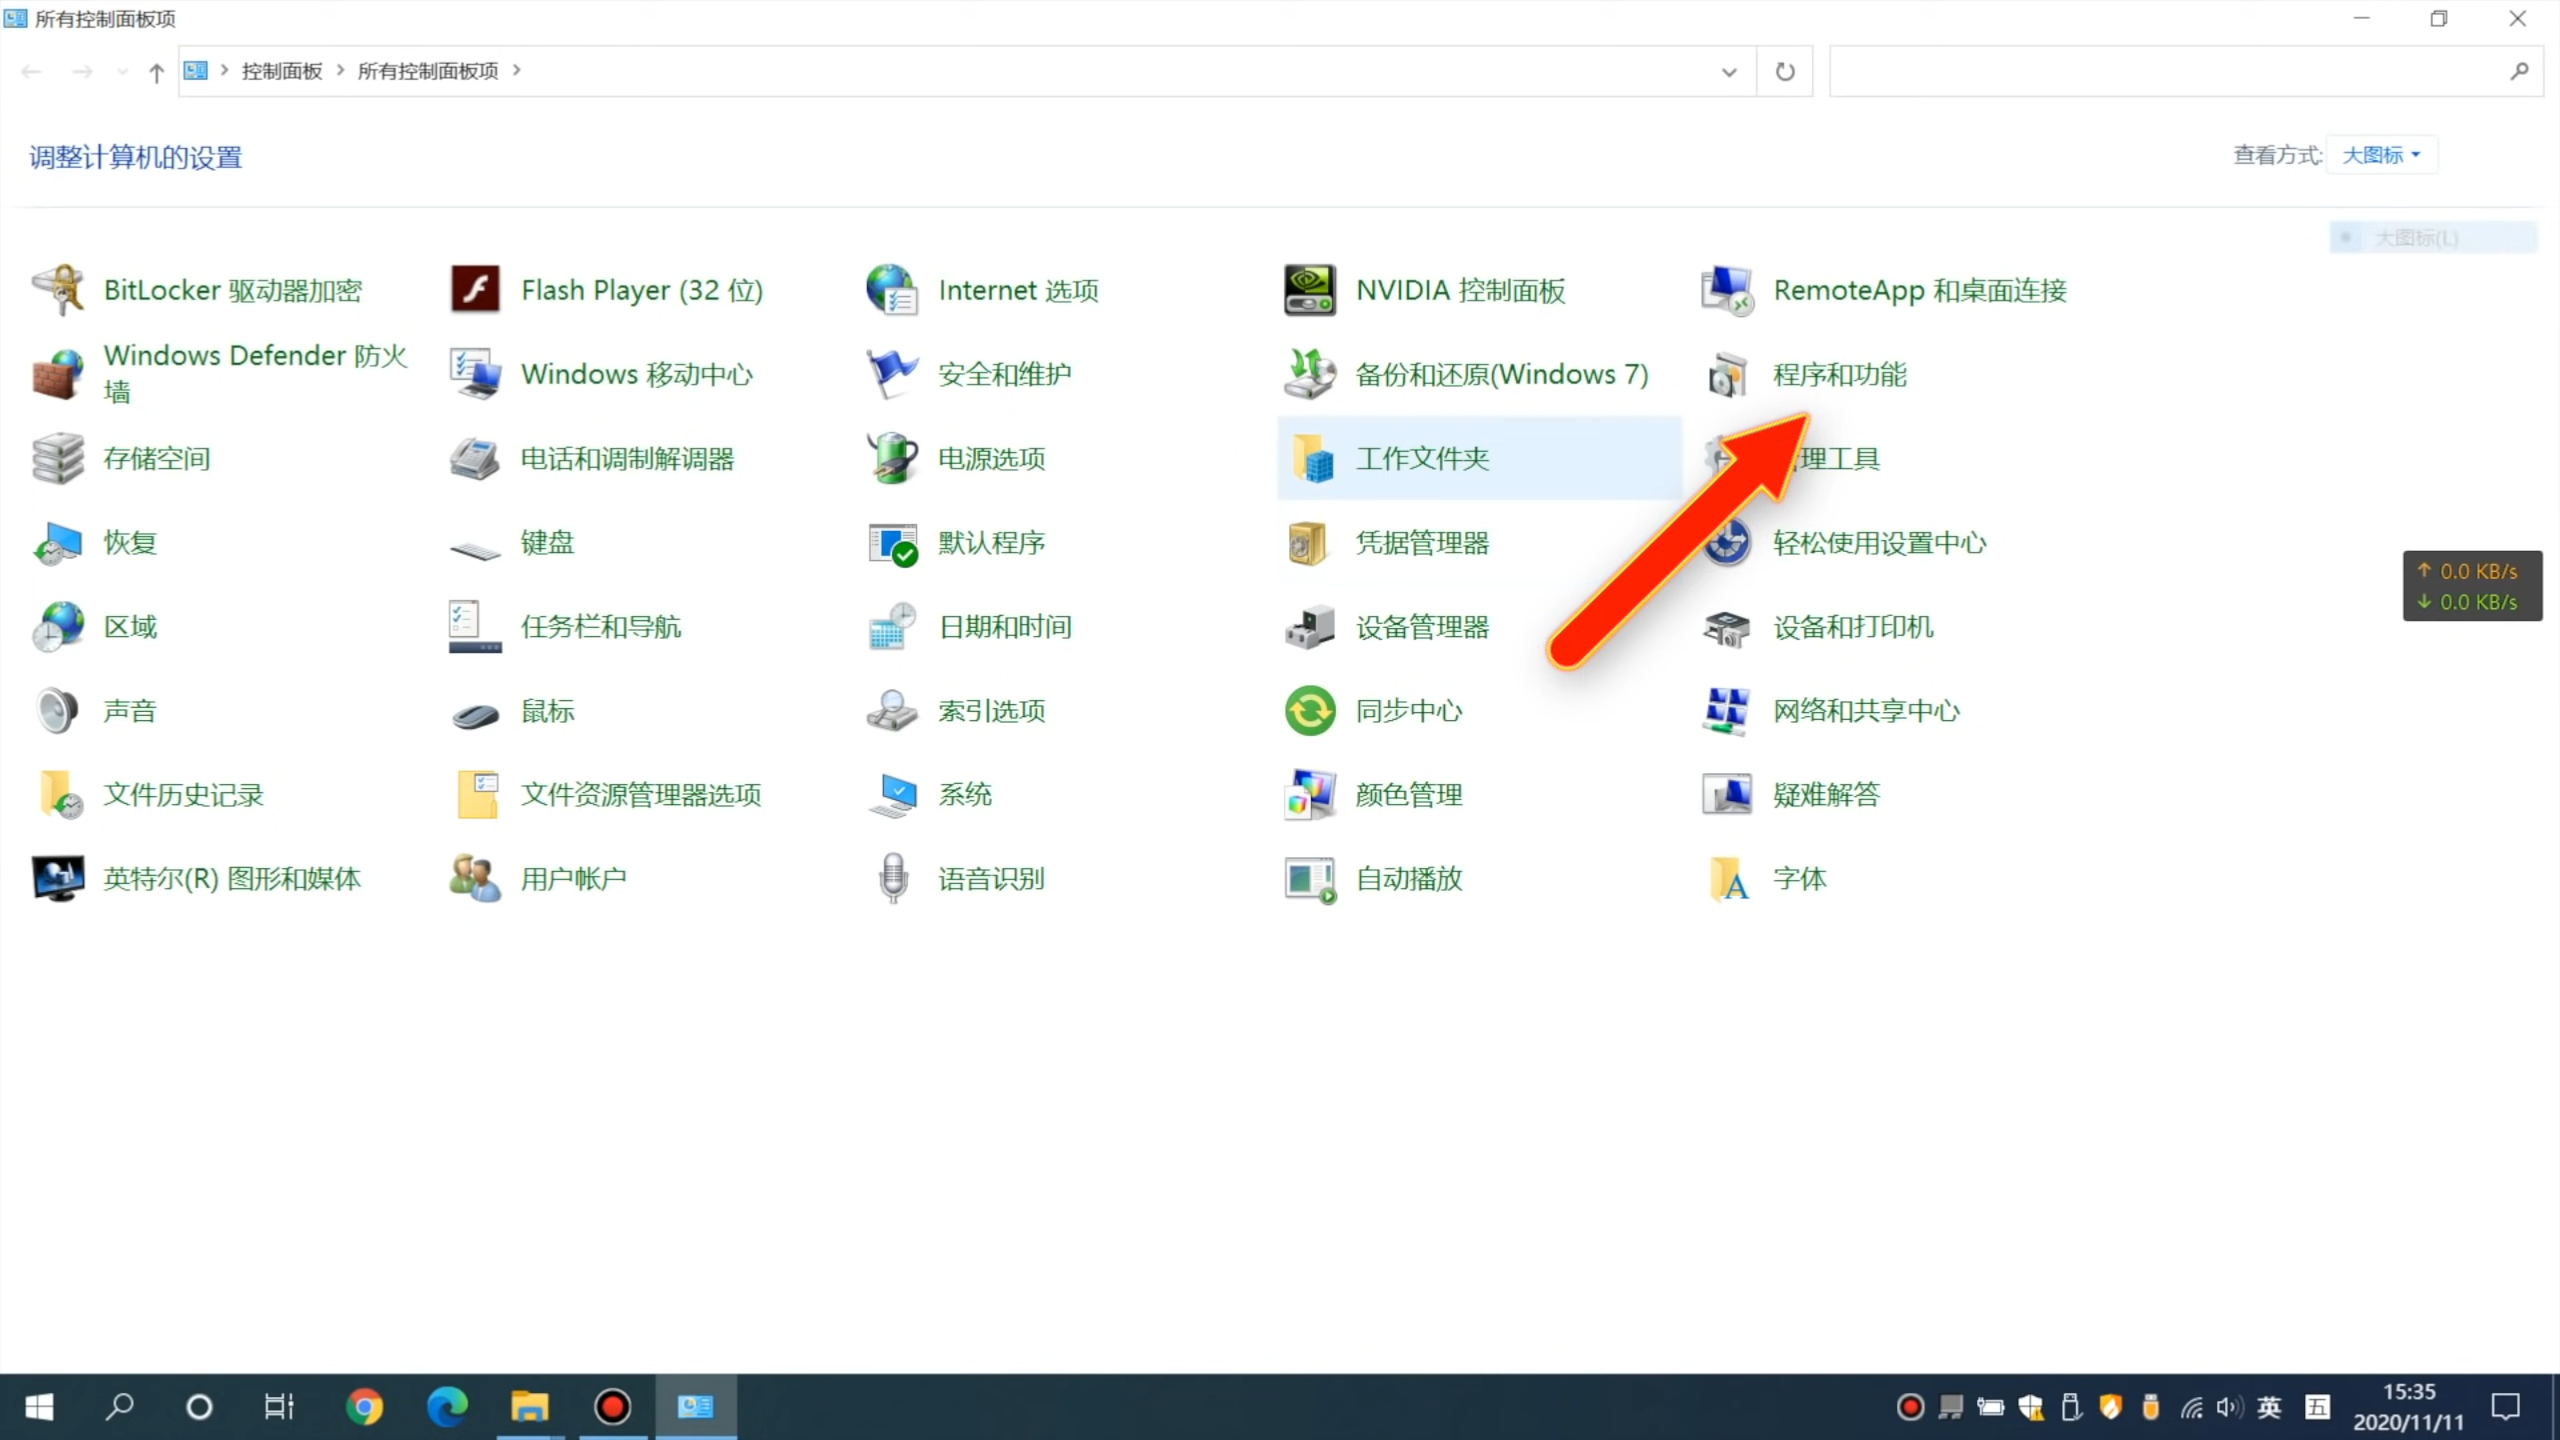 所有控制面板项
控制面板 所有控制面板项
调整计算机的设置
查看方式: 大图标
大图标(L)
BitLocker 驱动器加密
Flash Player (32 位)
Internet 选项
NVIDIA 控制面板
RemoteApp 和桌面连接
Windows Defender 防火
墙
Windows 移动中心
安全和维护
备份和还原(Windows 7)
程序和功能
存储空间
电话和调制解调器
电源选项
工作文件夹
理工具
恢复
键盘
默认程序
凭据管理器
轻松使用设置中心
↑ 0.0 KB/s
↓ 0.0 KB/s
区域
任务栏和导航
日期和时间
设备管理器
设备和打印机
声音
鼠标
索引选项
同步中心
网络和共享中心
文件历史记录
文件资源管理器选项
系统
颜色管理
疑难解答
英特尔(R) 图形和媒体
用户帐户
语音识别
自动播放
字体
英 五
15:35
2020/11/11